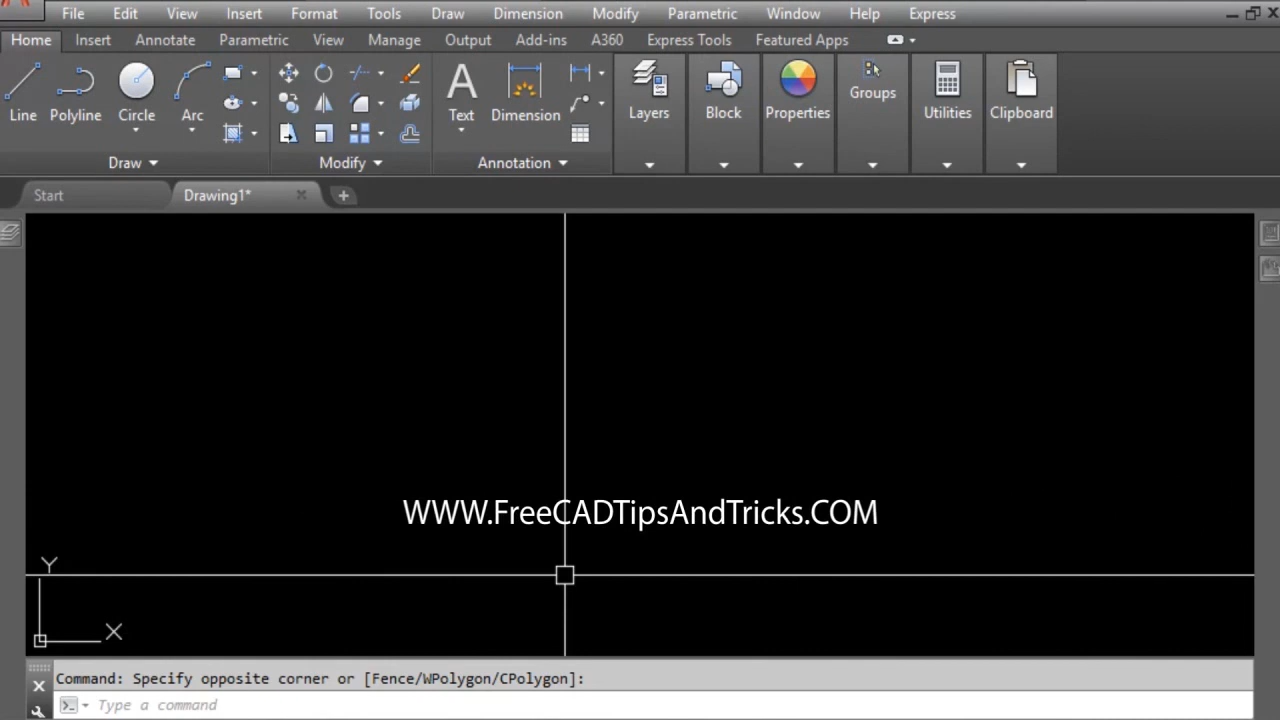 File Edit View Insert Format Tools Draw Dimension Modify Parametric Window Help Express
Home Insert Annotate Parametric View Manage Output Add-ins A360 Express Tools Featured Apps
Line Polyline Circle Arc Text Dimension Layers Block Properties Groups Utilities Clipboard
Draw Modify Annotation
Start Drawing1*
WWW.FreeCADTipsAndTricks.COM
Y
X
Command: Specify opposite corner or [Fence/WPolygon/CPolygon]:
Type a command